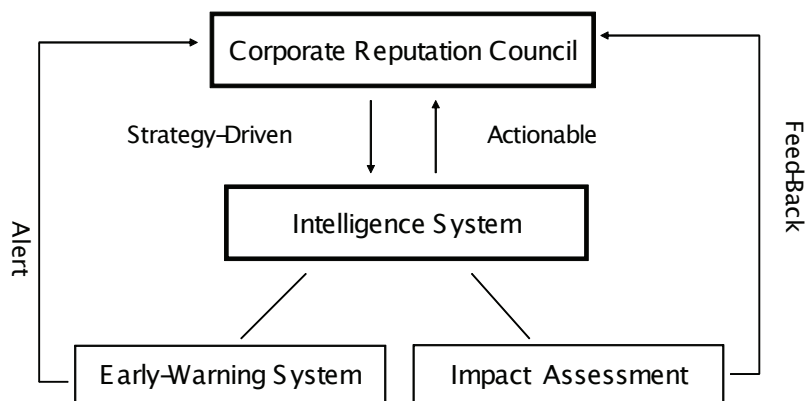 Corporate Reputation Council
Strategy-Driven
Actionable
Intelligence System
Alert
Feed-Back
Early-Warning System
Impact Assessment